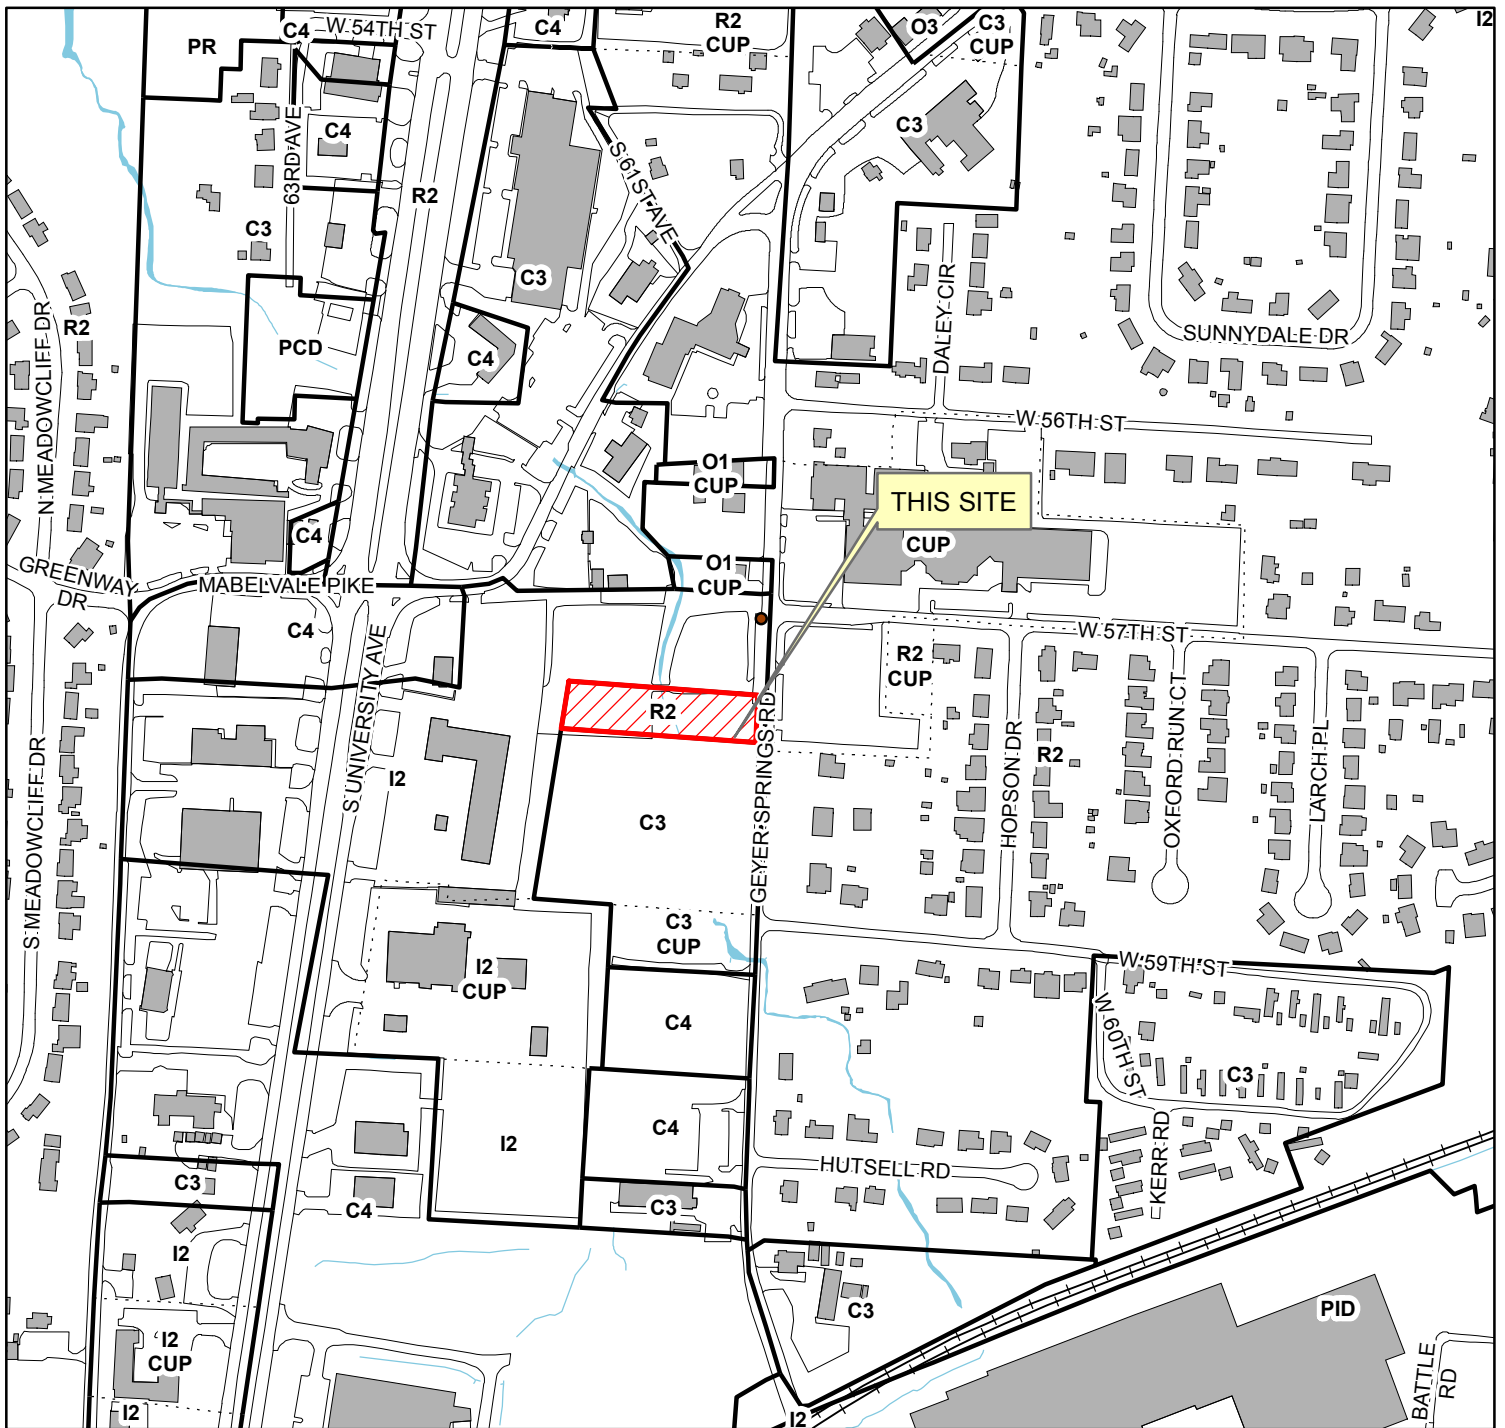 C4
W 54TH ST
C4
R2
CUP
O3
C3
CUP
I2
PR
63RD AVE
C4
C3
R2
S 61ST AVE
C3
C3
DALEY CIR
SUNNYDALE DR
N MEADOWCLIFF DR
R2
PCD
C4
W 56TH ST
O1
CUP
THIS SITE
CUP
C4
O1
CUP
GREENWAY
DR
MABELVALE PIKE
C4
W 57TH ST
S UNIVERSITY AVE
R2
GEYER SPRINGS RD
R2
CUP
HOPSON DR
R2
OXFORD RUN CT
LARCH PL
S MEADOWCLIFF DR
I2
C3
C3
CUP
I2
CUP
C4
W 59TH ST
W 60TH ST
C3
KERR RD
C4
I2
HUTSELL RD
C3
C4
C3
I2
C3
PID
I2
CUP
I2
I2
BATTLE
RD